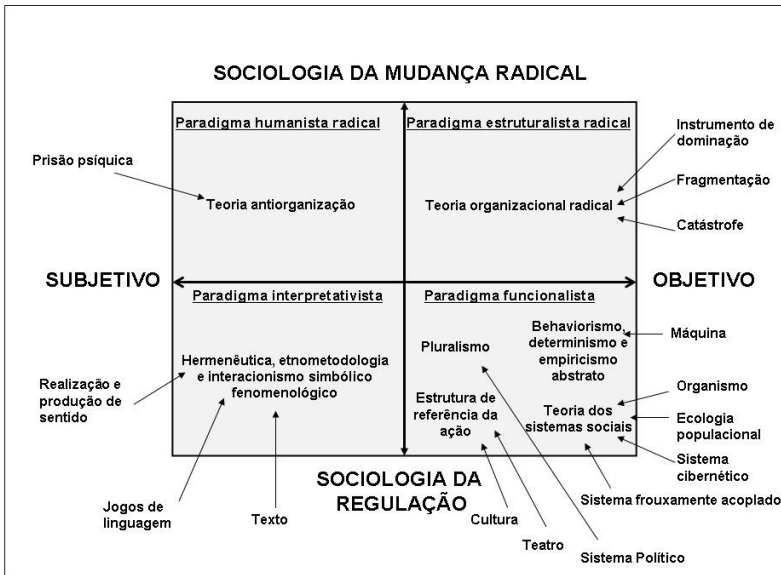 SOCIOLOGIA DA MUDANÇA RADICAL
Paradigma humanista radical
Paradigma estruturalista radical
Instrumento de
dominação
Prisão psíquica
Fragmentação
Teoria antiorganização
Teoria organizacional radical
Catástrofe
SUBJETIVO
OBJETIVO
Paradigma interpretativista
Paradigma funcionalista
Behaviorismo,
determinismo e
empiricismo
abstrato
Máquina
Pluralismo
Hermenêutica, etnometodologia
e interacionismo simbólico
fenomenológico
Realização e
produção de
sentido
Organismo
Estrutura de
referência da
ação
Teoria dos
sistemas sociais
Ecologia
populacional
Sistema
cibernético
SOCIOLOGIA DA
REGULAÇÃO
Sistema frouxamente acoplado
Jogos de
linguagem
Texto
Cultura
Teatro
Sistema Político